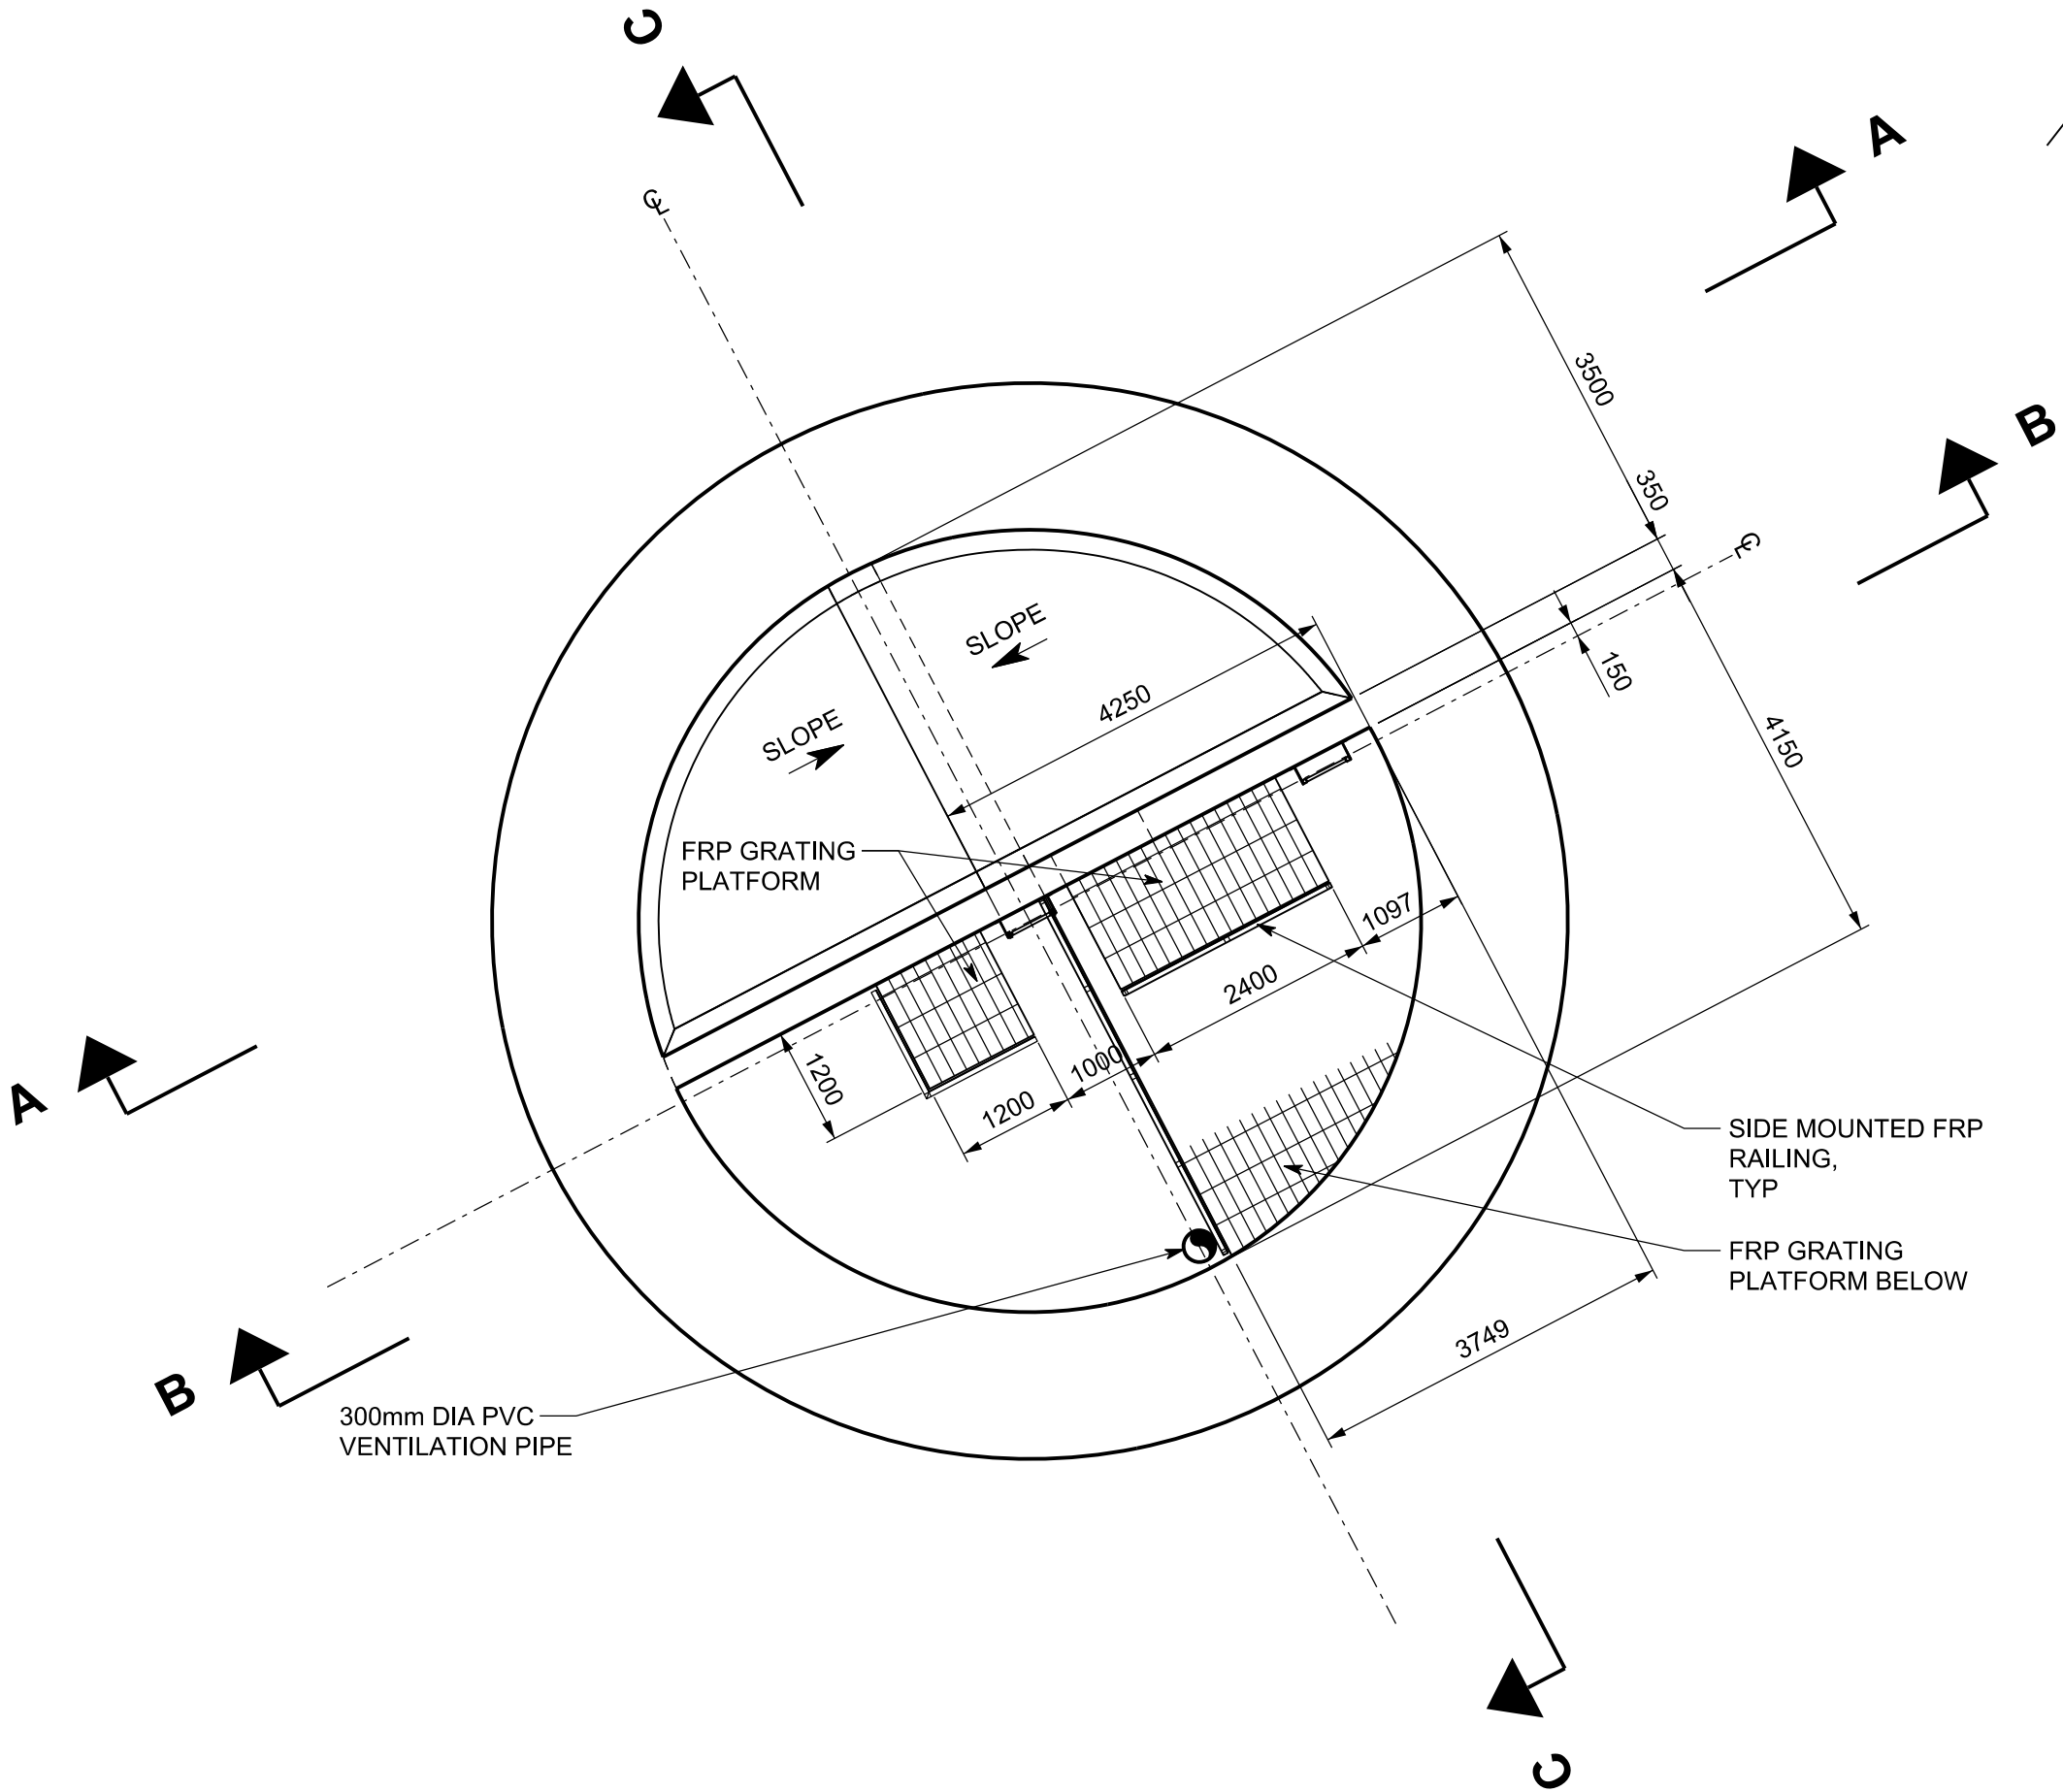 C
A
℄
B
3500
350
℄
150
SLOPE
4250
SLOPE
4150
FRP GRATING
PLATFORM
1097
2400
1000
1200
1200
A
SIDE MOUNTED FRP
RAILING,
TYP
FRP GRATING
PLATFORM BELOW
3749
B
300mm DIA PVC
VENTILATION PIPE
C